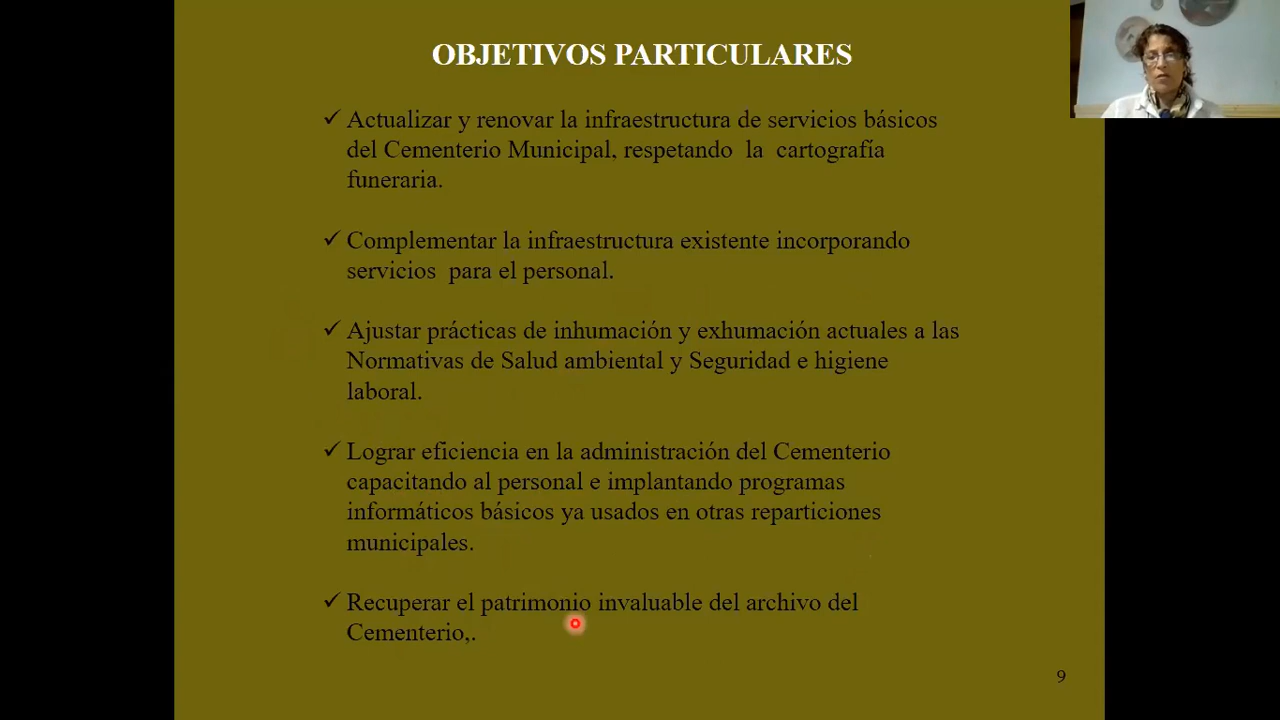 OBJETIVOS PARTICULARES
✓ Actualizar y renovar la infraestructura de servicios básicos
del Cementerio Municipal, respetando la cartografía
funeraria.
✓ Complementar la infraestructura existente incorporando
servicios para el personal.
✓ Ajustar prácticas de inhumación y exhumación actuales a las
Normativas de Salud ambiental y Seguridad e higiene
laboral.
✓ Lograr eficiencia en la administración del Cementerio
capacitando al personal e implantando programas
informáticos básicos ya usados en otras reparticiones
municipales.
✓ Recuperar el patrimonio invaluable del archivo del
Cementerio,.
9